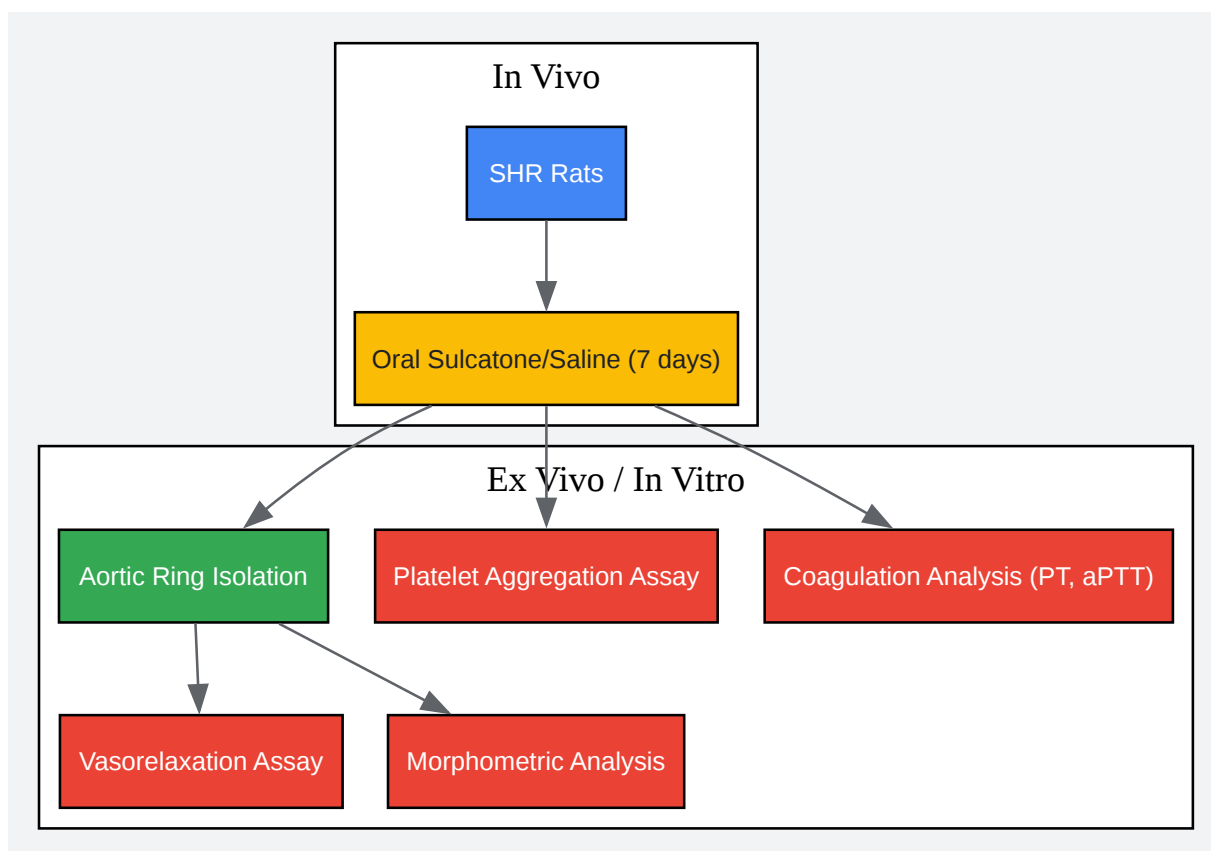 In Vivo
SHR Rats
Oral Sulcatone/Saline (7 days)
Ex Vivo / In Vitro
Aortic Ring Isolation
Platelet Aggregation Assay
Coagulation Analysis (PT, aPTT)
Vasorelaxation Assay
Morphometric Analysis